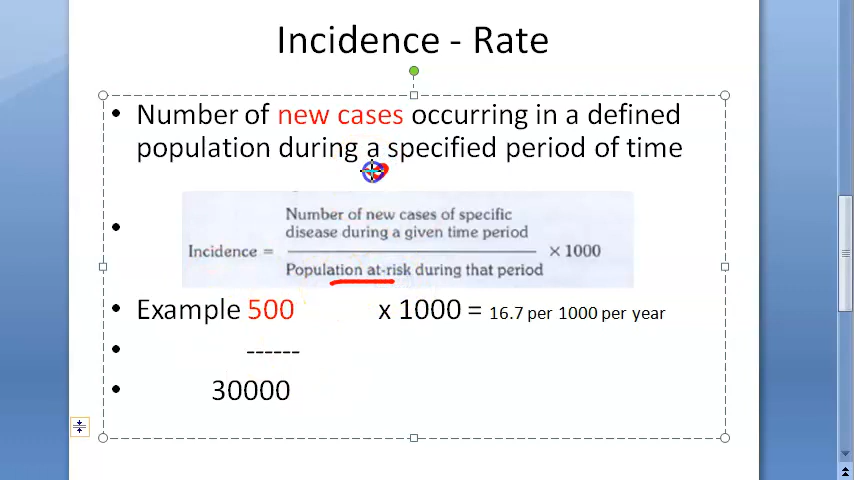 Incidence - Rate
• Number of new cases occurring in a defined
population during a specified period of time
•
Number of new cases of specific
disease during a given time period
Incidence = × 1000
Population at-risk during that period
• Example 500 x 1000 = 16.7 per 1000 per year
• ------
• 30000